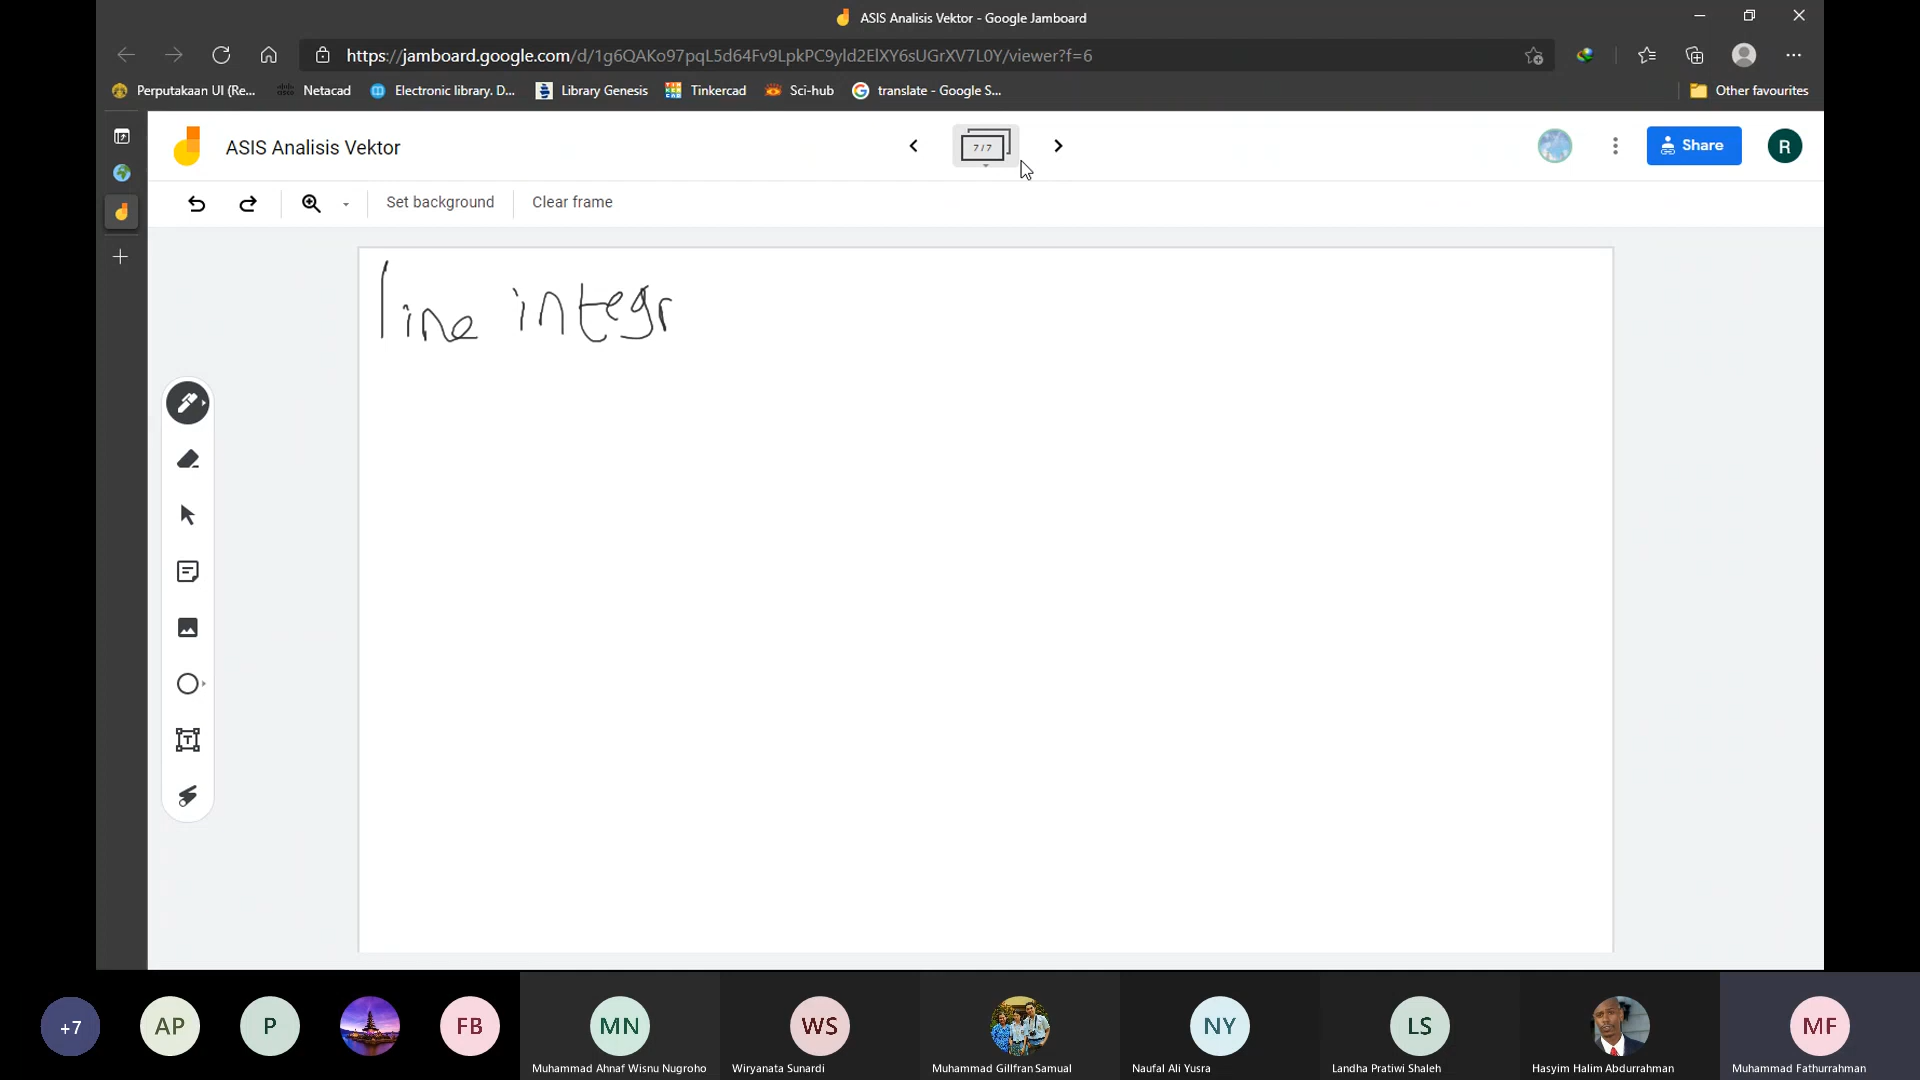 ASIS Analisis Vektor - Google Jamboard
https://jamboard.google.com/d/1g6QAKo97pqL5d64Fv9LpkPC9yld2ElXY6sUGrXV7L0Y/viewer?f=6
Perputakaan UI (Re... Netacad Electronic library. D... Library Genesis Tinkercad Sci-hub translate - Google S... Other favourites
ASIS Analisis Vektor 7 / 7 Share R
Set background Clear frame
line integr
+7 AP P FB MN WS NY LS MF
Muhammad Ahnaf Wisnu Nugroho Wiryanata Sunardi Muhammad Gillfran Samual Naufal Ali Yusra Landha Pratiwi Shaleh Hasyim Halim Abdurrahman Muhammad Fathurrahman